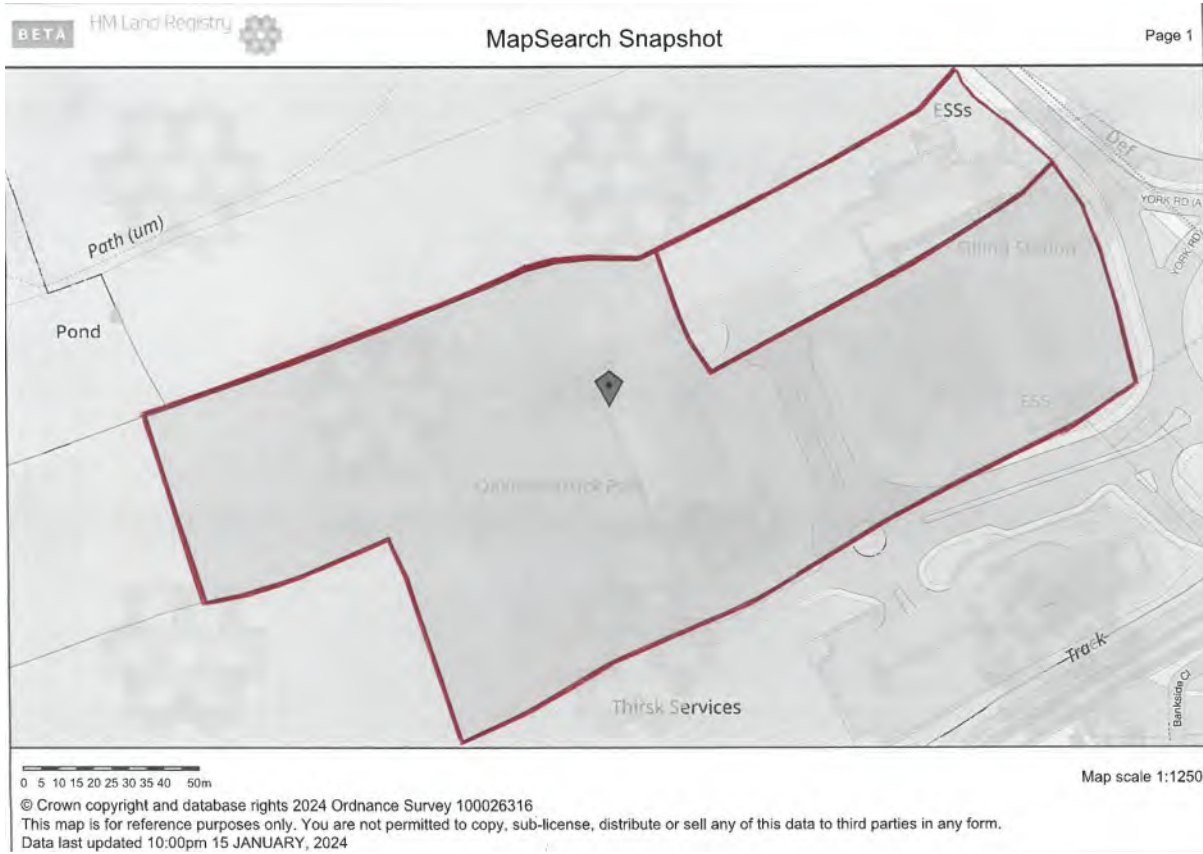 BETA
HM Land Registry
MapSearch Snapshot
Page 1
ESSs
Def
YORK RD (A
YORK RD
Path (um)
Filling Station
Pond
ESS
Thirsk Services
Track
Bankside Cl
0 5 10 15 20 25 30 35 40 50m
Map scale 1:1250
© Crown copyright and database rights 2024 Ordnance Survey 100026316
This map is for reference purposes only. You are not permitted to copy, sub-license, distribute or sell any of this data to third parties in any form.
Data last updated 10:00pm 15 JANUARY, 2024